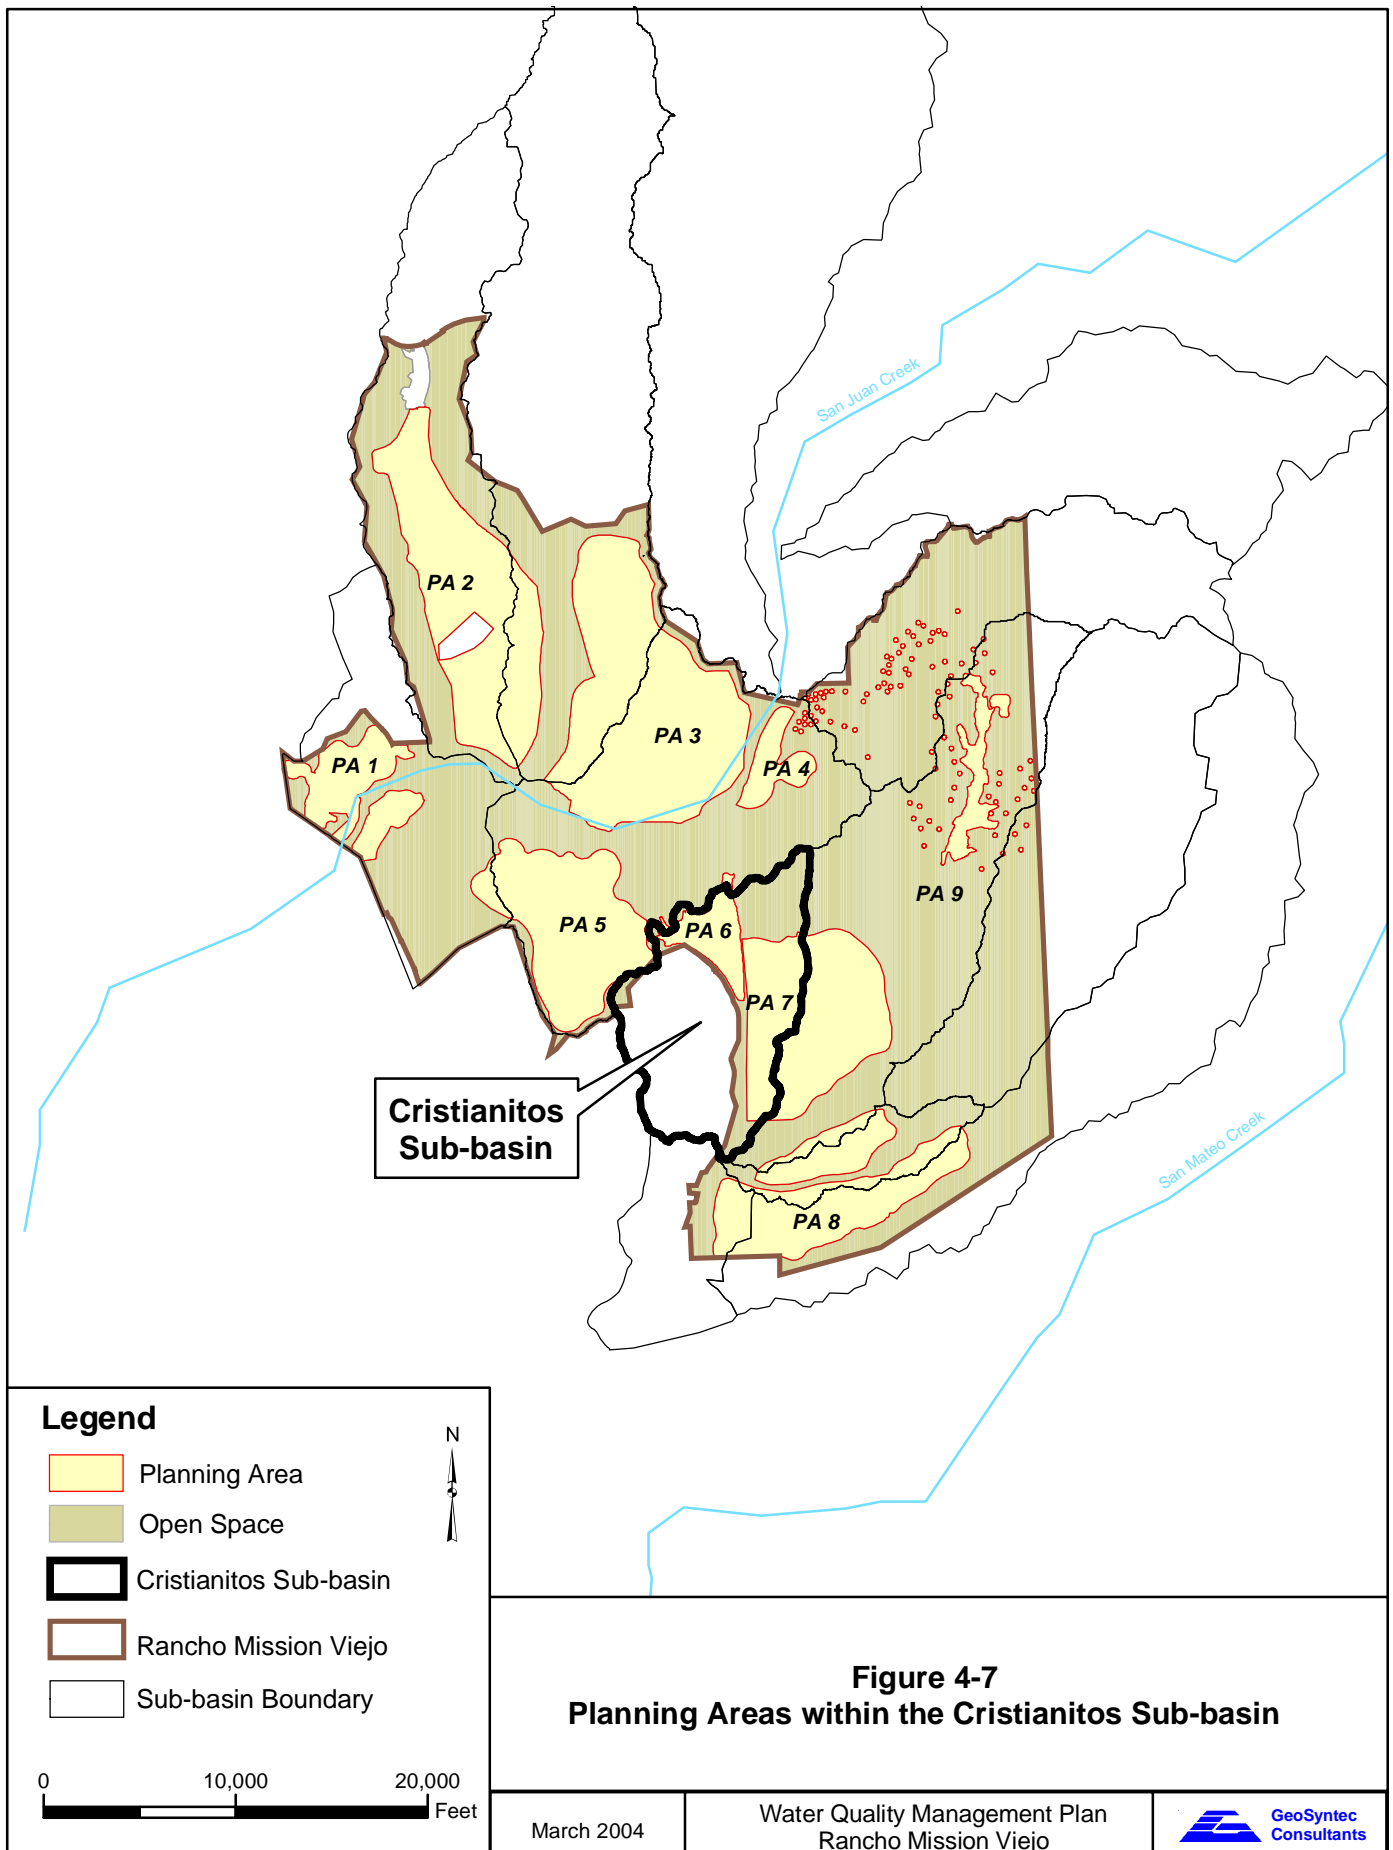 San Juan Creek
PA 2
PA 3
PA 1
PA 4
PA 9
PA 5
PA 6
PA 7
Cristianitos
Sub-basin
San Mateo Creek
PA 8
Legend
N
Planning Area
Open Space
Cristianitos Sub-basin
Rancho Mission Viejo
Sub-basin Boundary
0 10,000 20,000
Feet
Figure 4-7
Planning Areas within the Cristianitos Sub-basin
March 2004
Water Quality Management Plan
Rancho Mission Viejo
GeoSyntec
Consultants